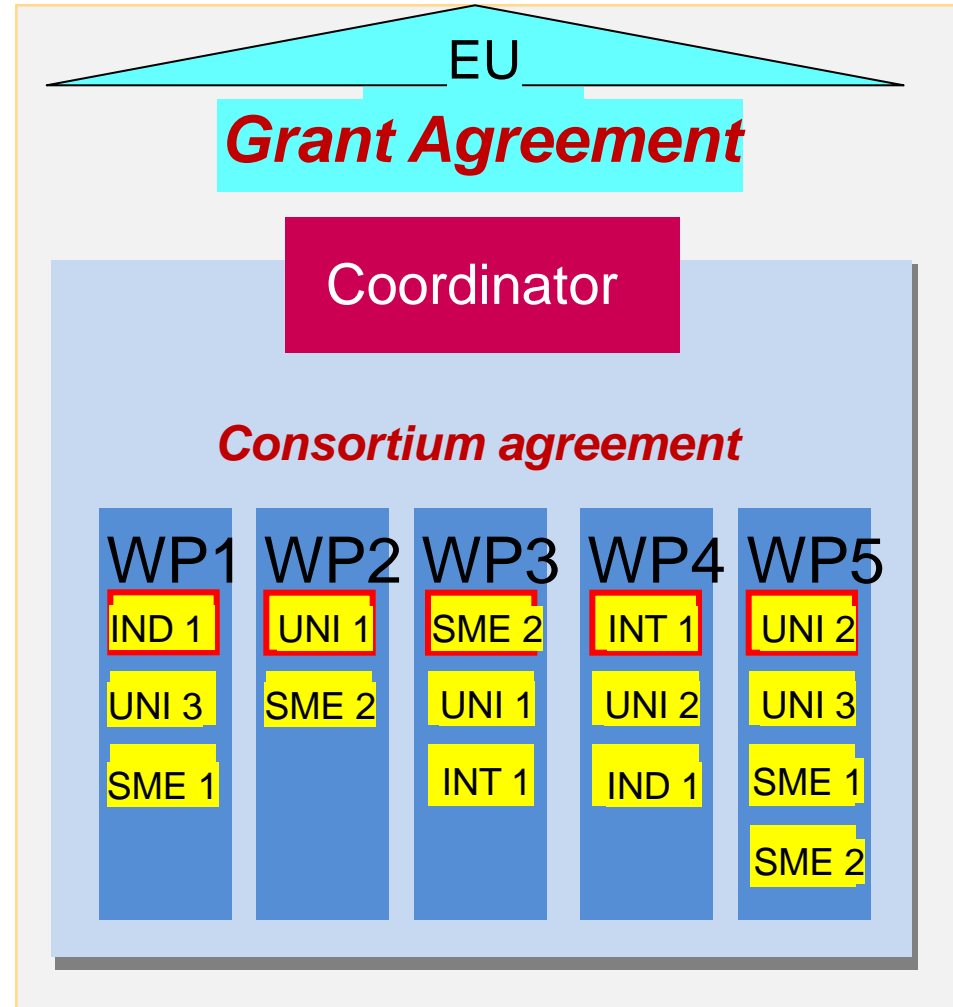 EU
Grant Agreement
Coordinator
Consortium agreement
WP1 WP2 WP3 WP4 WP5
IND 1 UNI 1 SME 2 INT 1 UNI 2
UNI 3 SME 2 UNI 1 UNI 2 UNI 3
SME 1 INT 1 IND 1 SME 1
SME 2